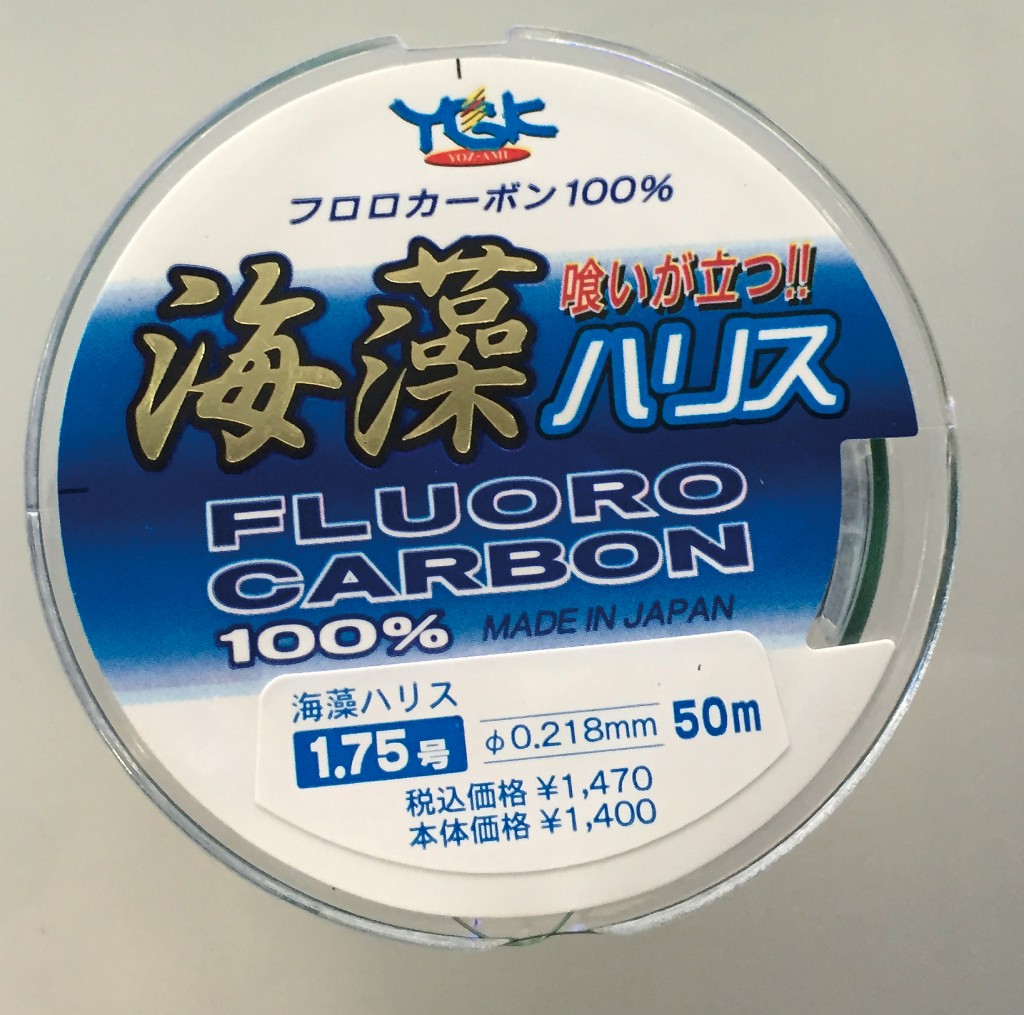 YGK
YOZ-AMI
フロロカーボン100%
海藻
喰いが立つ!!
ハリス
FLUORO
CARBON
100% MADE IN JAPAN
海藻ハリス
1.75号 φ0.218mm 50m
税込価格 ¥1,470
本体価格 ¥1,400